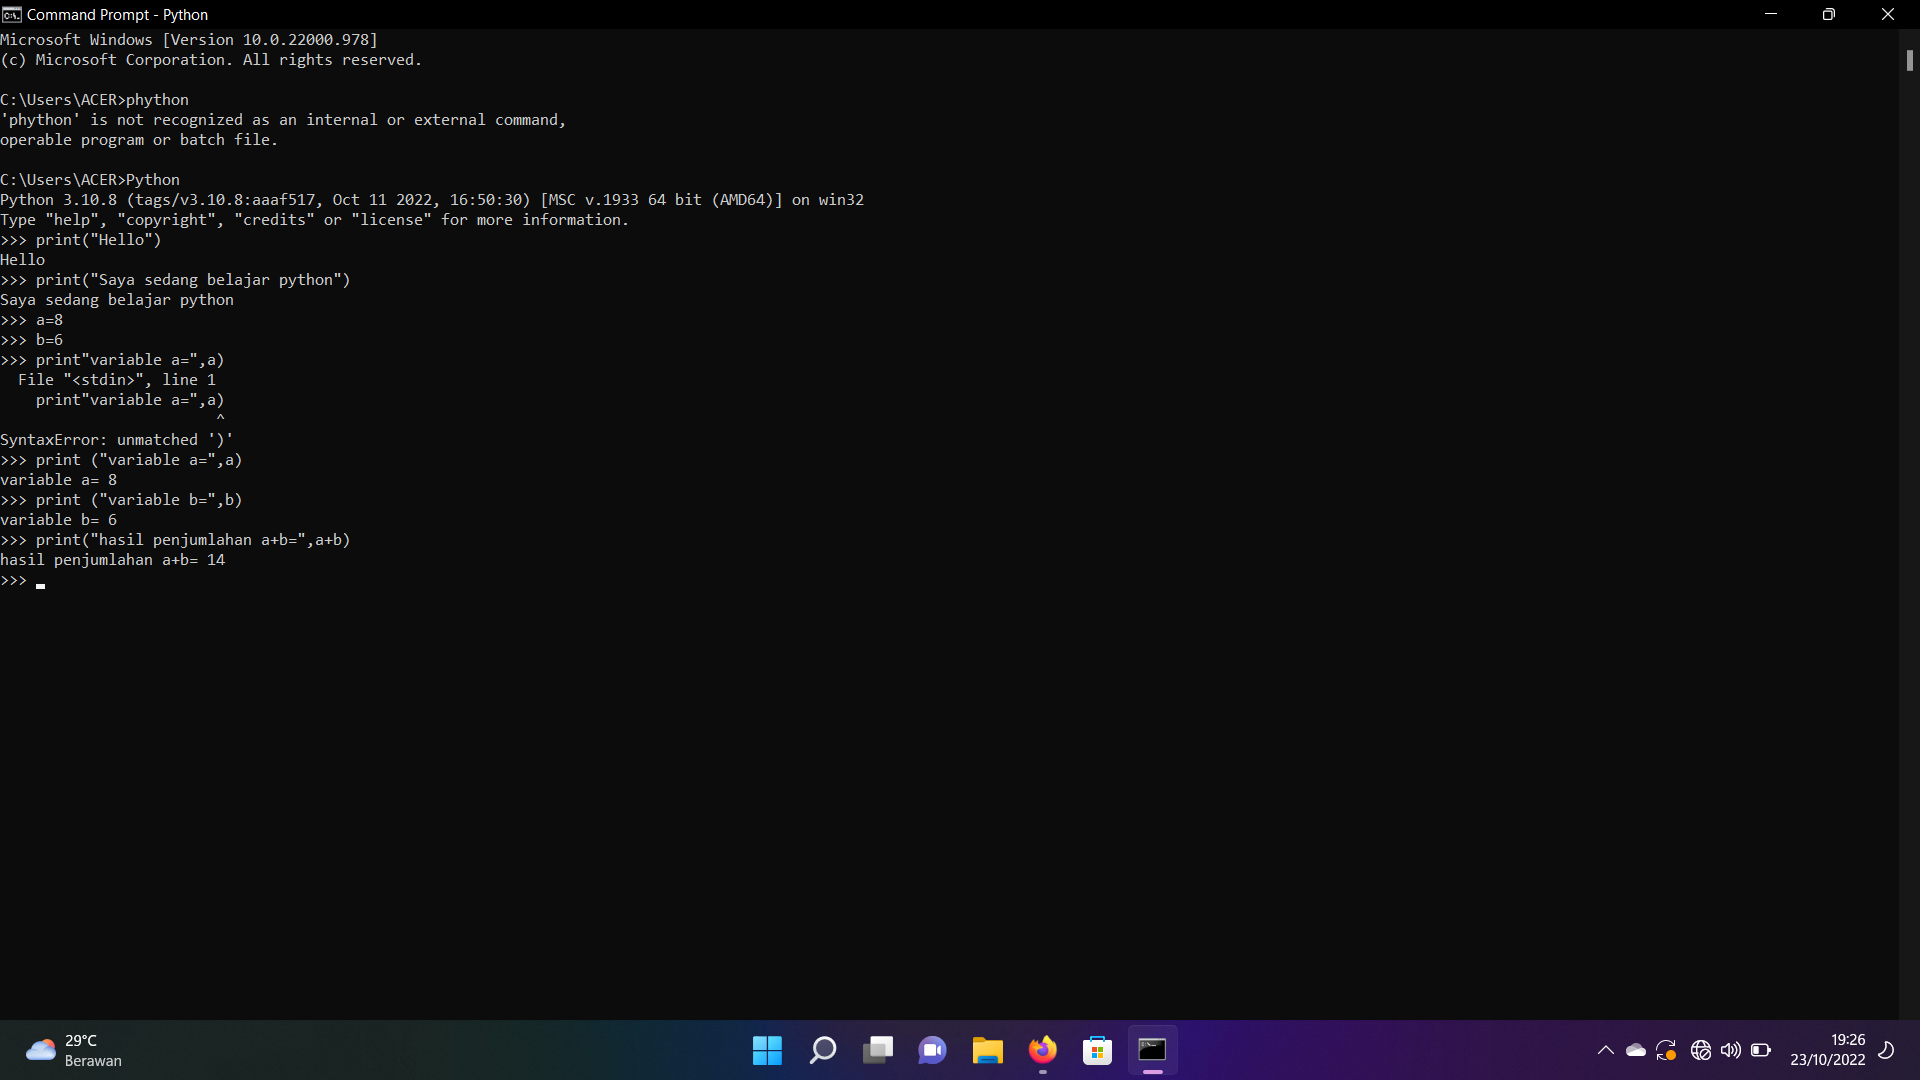 Command Prompt - Python
Microsoft Windows [Version 10.0.22000.978]
(c) Microsoft Corporation. All rights reserved.
C:\Users\ACER>phython
'phython' is not recognized as an internal or external command,
operable program or batch file.
C:\Users\ACER>Python
Python 3.10.8 (tags/v3.10.8:aaaf517, Oct 11 2022, 16:50:30) [MSC v.1933 64 bit (AMD64)] on win32
Type "help", "copyright", "credits" or "license" for more information.
>>> print("Hello")
Hello
>>> print("Saya sedang belajar python")
Saya sedang belajar python
>>> a=8
>>> b=6
>>> print"variable a=",a)
  File "<stdin>", line 1
    print"variable a=",a)
                        ^
SyntaxError: unmatched ')'
>>> print ("variable a=",a)
variable a= 8
>>> print ("variable b=",b)
variable b= 6
>>> print("hasil penjumlahan a+b=",a+b)
hasil penjumlahan a+b= 14
>>>
29°C
Berawan
19:26
23/10/2022